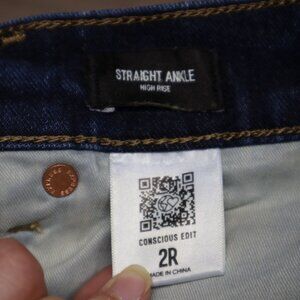 STRAIGHT ANKLE
HIGH RISE
CONSCIOUS EDIT
2R
MADE IN CHINA